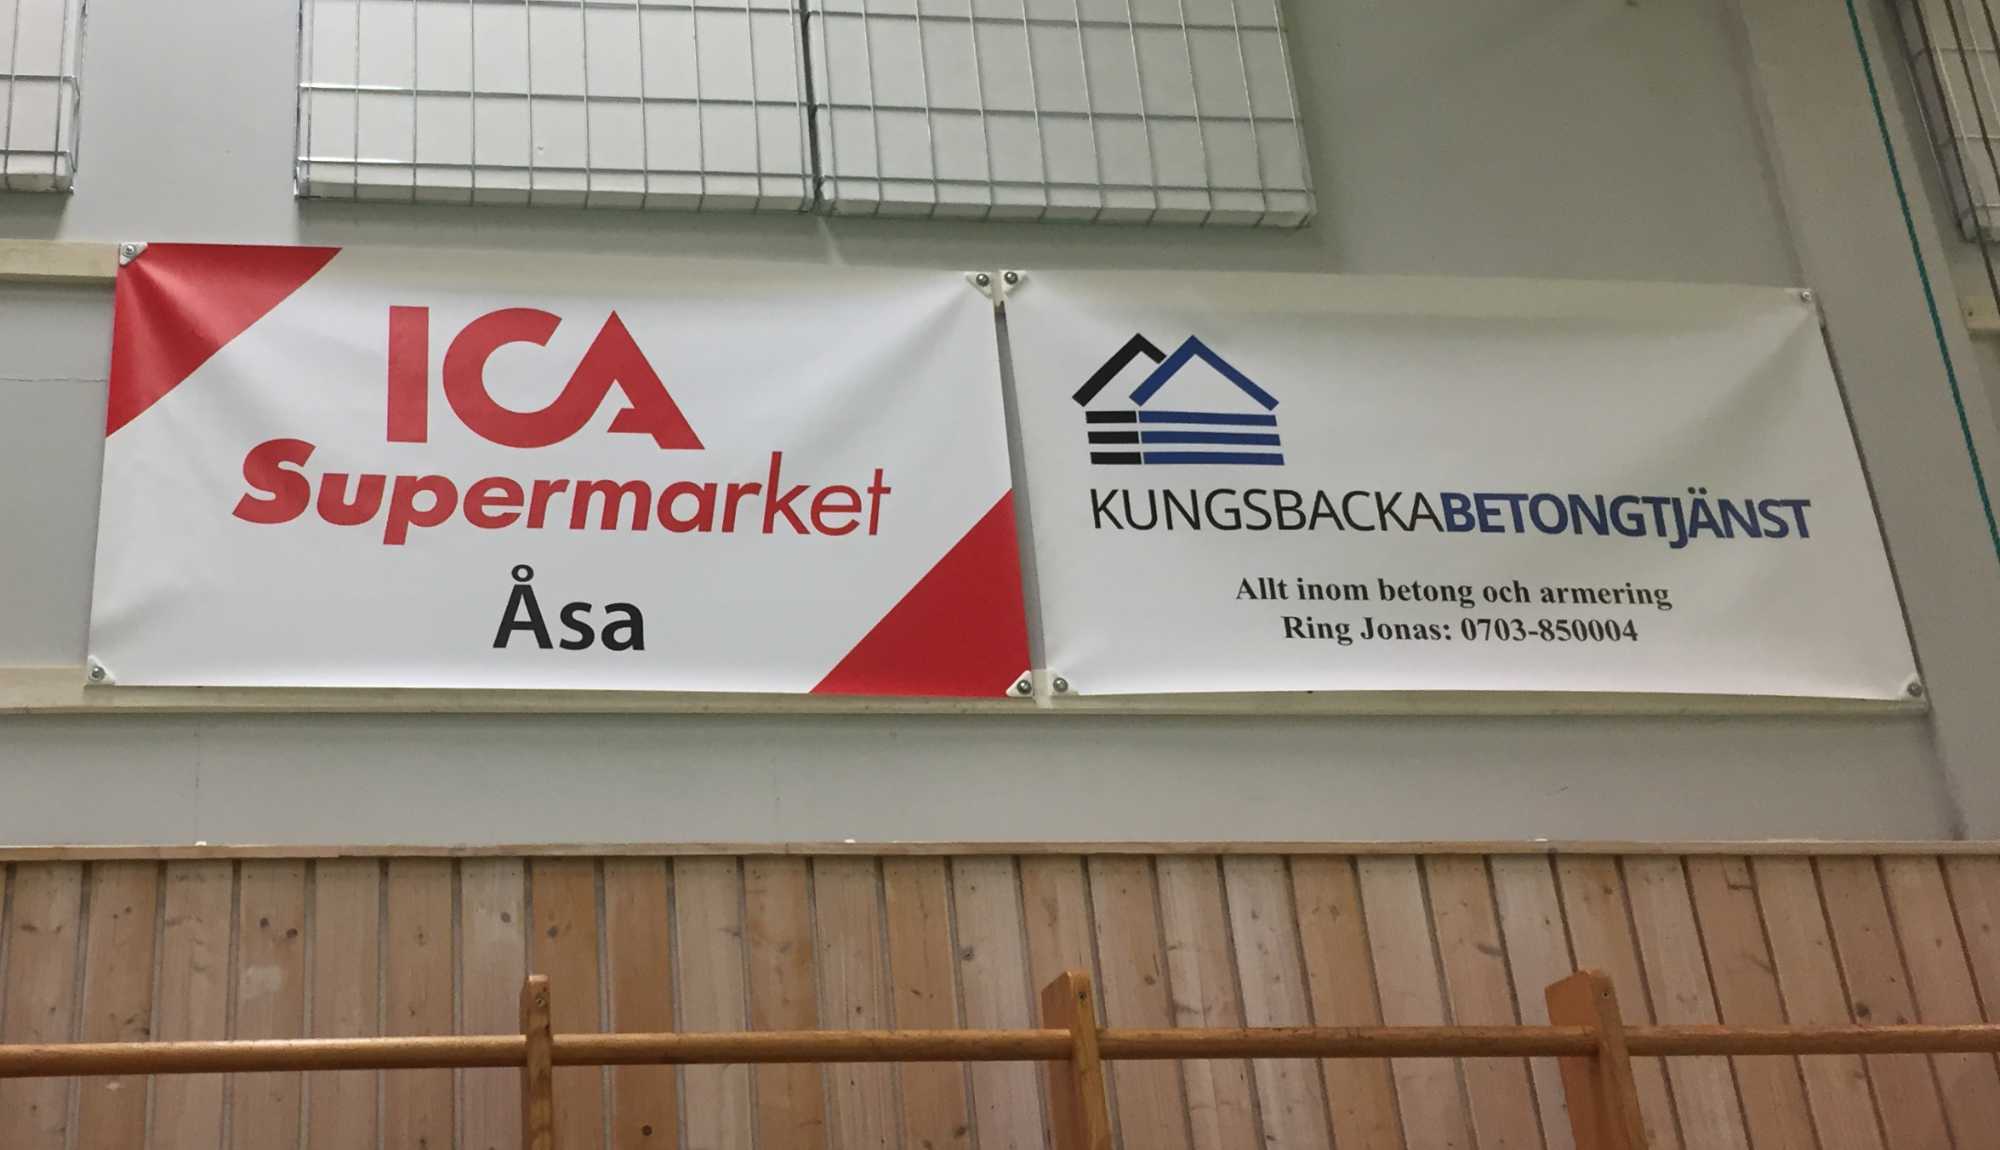 ICA
Supermarket
Åsa
KUNGSBACKABETONGTJÄNST
Allt inom betong och armering
Ring Jonas: 0703-850004